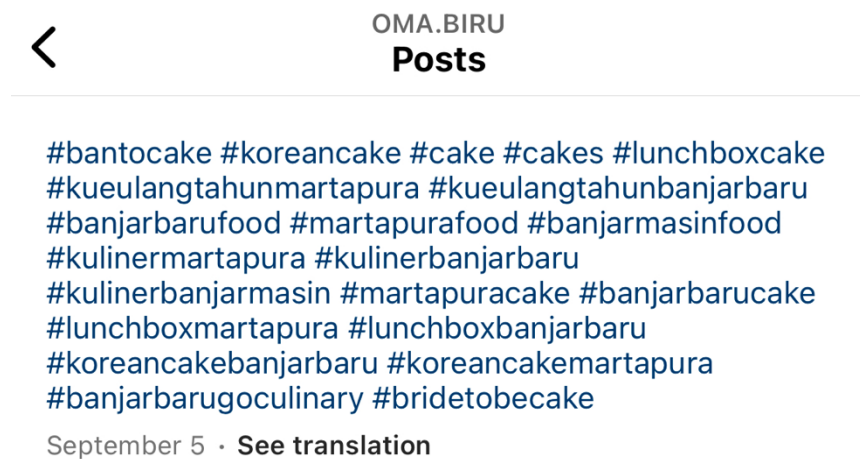 OMA.BIRU
Posts
#bantocake #koreancake #cake #cakes #lunchboxcake
#kueulangtahunmartapura #kueulangtahunbanjarbaru
#banjarbarufood #martapurafood #banjarmasinfood
#kulinermartapura #kulinerbanjarbaru
#kulinerbanjarmasin #martapuracake #banjarbarucake
#lunchboxmartapura #lunchboxbanjarbaru
#koreancakebanjarbaru #koreancakemartapura
#banjarbarugoculinary #bridetobecake
September 5 · See translation